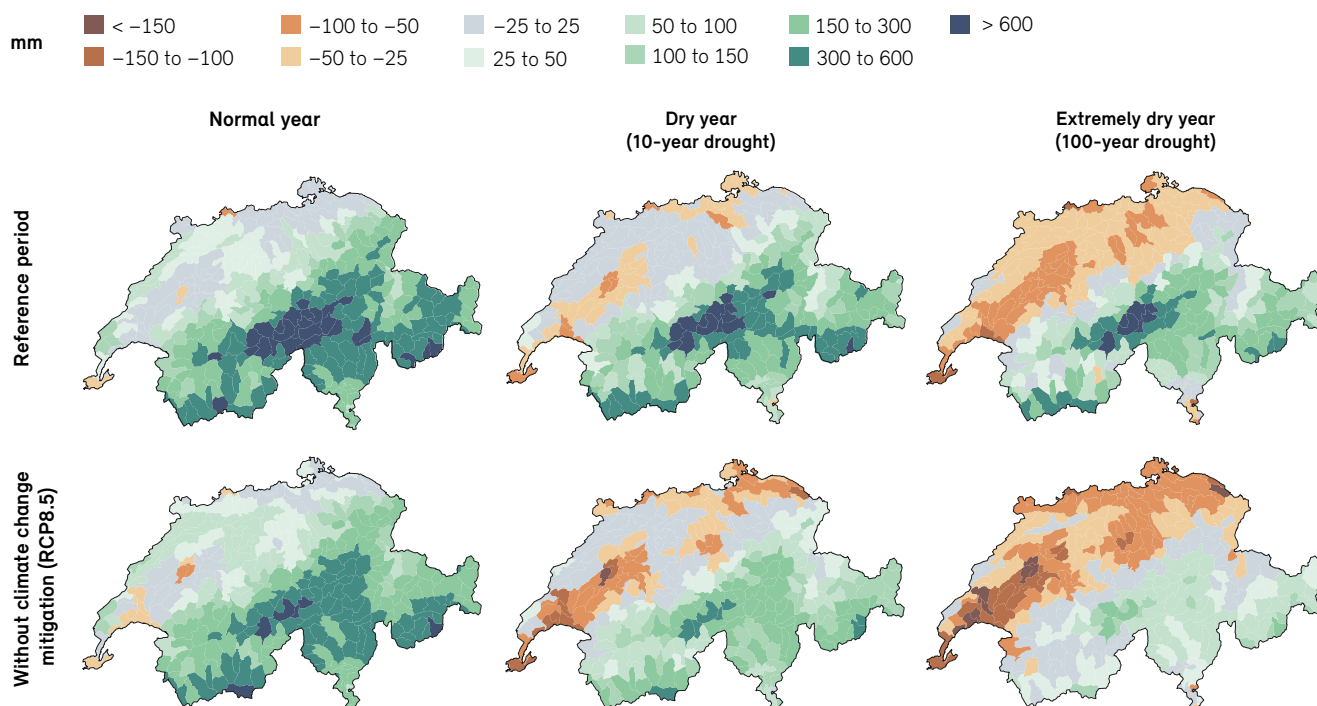 mm
< −150
−100 to −50
−25 to 25
50 to 100
150 to 300
> 600
−150 to −100
−50 to −25
25 to 50
100 to 150
300 to 600
Normal year
Dry year
(10-year drought)
Extremely dry year
(100-year drought)
Reference period
Without climate change
mitigation (RCP8.5)